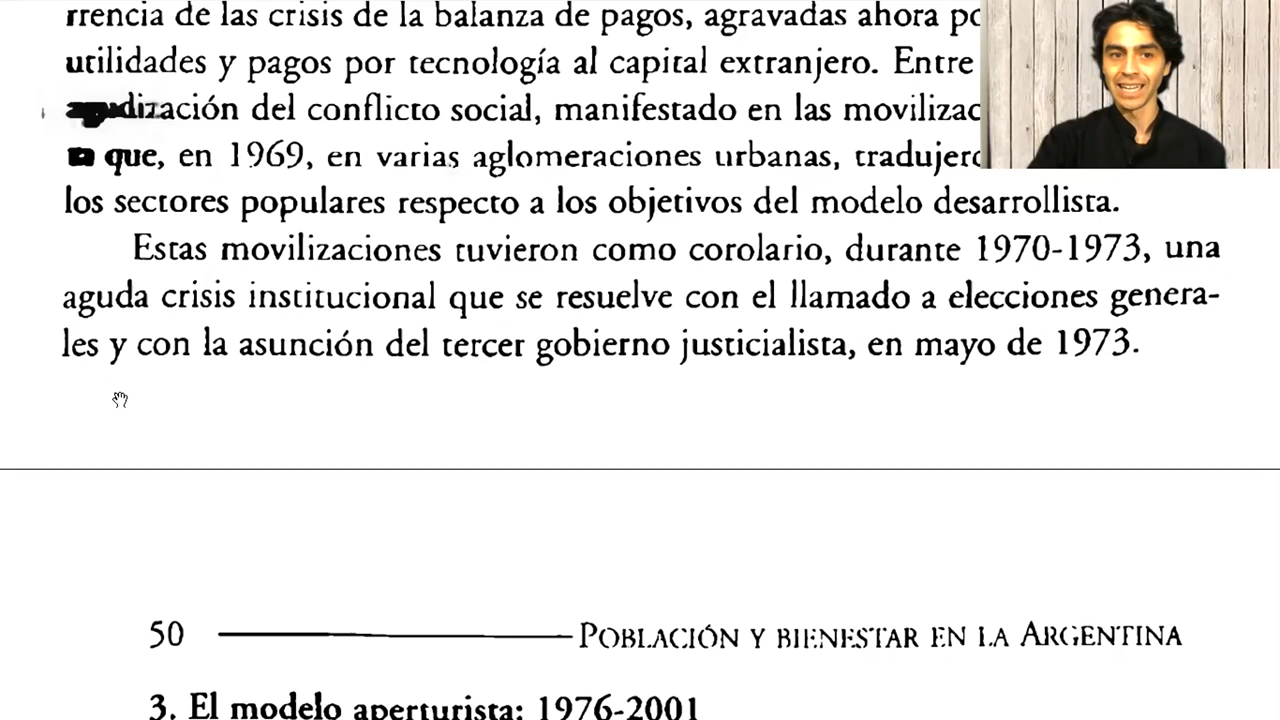 rrencia de las crisis de la balanza de pagos, agravadas ahora
utilidades y pagos por tecnología al capital extranjero. Entre
agudización del conflicto social, manifestado en las
que, en 1969, en varias aglomeraciones urbanas,
los sectores populares respecto a los objetivos del modelo desarrollista.
Estas movilizaciones tuvieron como corolario, durante 1970-1973, una
aguda crisis institucional que se resuelve con el llamado a elecciones genera-
les y con la asunción del tercer gobierno justicialista, en mayo de 1973.
50 POBLACIÓN Y BIENESTAR EN LA ARGENTINA
3. El modelo aperturista: 1976-2001